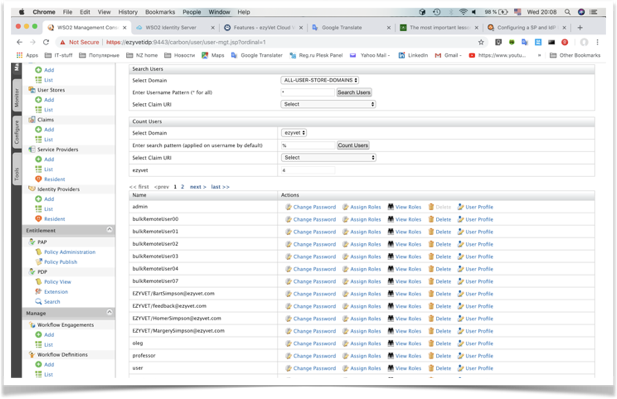 Chrome File Edit View History Bookmarks People Window Help
86 % Wed 20:08
WSO2 Management Con
WSO2 Identity Server
Features - ezyVet Cloud
Google Translate
The most important lesson
Configuring a SP and IdP
Not Secure https://ezyvetidp:9443/carbon/user/user-mgt.jsp?ordinal=1
Apps IT-stuff Популярные NZ home Новости Maps Google Translater Reg.ru Plesk Panel Yahoo Mail LinkedIn Gmail https://www.youtu... Other Bookmarks
Monitor
Configure
Tools
Add
List
User Stores
Add
List
Claims
Add
List
Service Providers
Add
List
Resident
Identity Providers
Add
List
Resident
Entitlement
PAP
Policy Administration
Policy Publish
PDP
Policy View
Extension
Search
Manage
Workflow Engagements
Add
List
Workflow Definitions
Add
List
Search Users
Select Domain ALL-USER-STORE-DOMAINS
Enter Username Pattern (* for all) * Search Users
Select Claim URI Select
Count Users
Select Domain ezyvet
Enter search pattern (applied on username by default) % Count Users
Select Claim URI Select
ezyvet 4
<< first <prev 1 2 next > last >>
Name Actions
admin Change Password Assign Roles View Roles Delete User Profile
bulkRemoteUser00 Change Password Assign Roles View Roles Delete User Profile
bulkRemoteUser01 Change Password Assign Roles View Roles Delete User Profile
bulkRemoteUser02 Change Password Assign Roles View Roles Delete User Profile
bulkRemoteUser03 Change Password Assign Roles View Roles Delete User Profile
bulkRemoteUser04 Change Password Assign Roles View Roles Delete User Profile
bulkRemoteUser07 Change Password Assign Roles View Roles Delete User Profile
EZYVET/BartSimpson@ezyvet.com Change Password Assign Roles View Roles Delete User Profile
EZYVET/feedback@ezyvet.com Change Password Assign Roles View Roles Delete User Profile
EZYVET/HomerSimpson@ezyvet.com Change Password Assign Roles View Roles Delete User Profile
EZYVET/MargerySimpson@ezyvet.com Change Password Assign Roles View Roles Delete User Profile
oleg Change Password Assign Roles View Roles Delete User Profile
professor Change Password Assign Roles View Roles Delete User Profile
user Change Password Assign Roles View Roles Delete User Profile